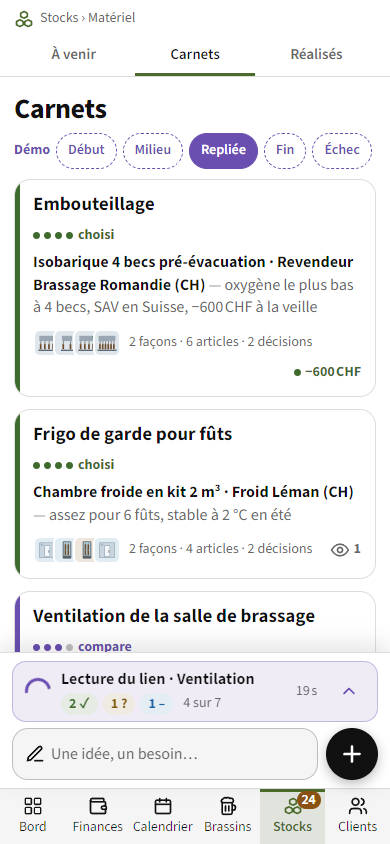 Stocks › Matériel
À venir
Carnets
Réalisés
Carnets
Démo
Début
Milieu
Repliée
Fin
Échec
Embouteillage
choisi
Isobarique 4 becs pré-évacuation · Revendeur
Brassage Romandie (CH) — oxygène le plus bas
à 4 becs, SAV en Suisse, −600 CHF à la veille
2 façons · 6 articles · 2 décisions
−600 CHF
Frigo de garde pour fûts
choisi
Chambre froide en kit 2 m³ · Froid Léman (CH)
— assez pour 6 fûts, stable à 2 °C en été
2 façons · 4 articles · 2 décisions
1
Ventilation de la salle de brassage
compare
Lecture du lien · Ventilation
19 s
2 ✓
1 ?
1 –
4 sur 7
Une idée, un besoin…
24
Bord
Finances
Calendrier
Brassins
Stocks
Clients